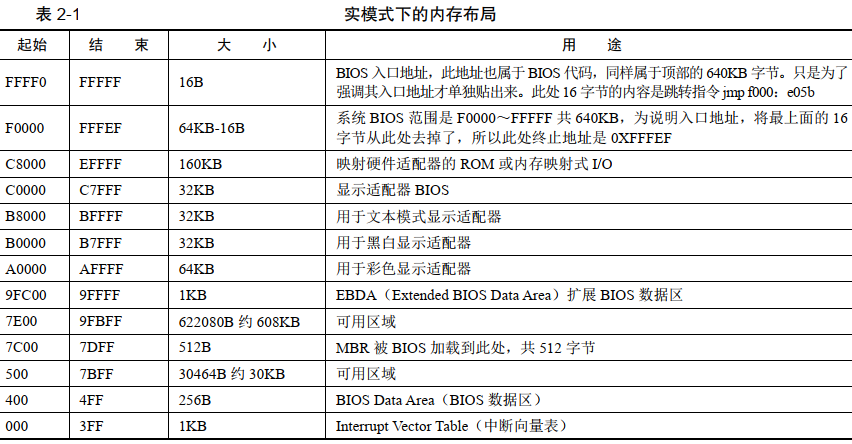 表 2-1 实模式下的内存布局
起始 结 束 大 小 用 途
FFFF0 FFFFF 16B BIOS 入口地址，此地址也属于 BIOS 代码，同样属于顶部的 640KB 字节。只是为了
强调其入口地址才单独贴出来。此处 16 字节的内容是跳转指令 jmp f000：e05b
F0000 FFFEF 64KB-16B 系统 BIOS 范围是 F0000～FFFFF 共 640KB，为说明入口地址，将最上面的 16
字节从此处去掉了，所以此处终止地址是 0XFFFEF
C8000 EFFFF 160KB 映射硬件适配器的 ROM 或内存映射式 I/O
C0000 C7FFF 32KB 显示适配器 BIOS
B8000 BFFFF 32KB 用于文本模式显示适配器
B0000 B7FFF 32KB 用于黑白显示适配器
A0000 AFFFF 64KB 用于彩色显示适配器
9FC00 9FFFF 1KB EBDA（Extended BIOS Data Area）扩展 BIOS 数据区
7E00 9FBFF 622080B 约 608KB 可用区域
7C00 7DFF 512B MBR 被 BIOS 加载到此处，共 512 字节
500 7BFF 30464B 约 30KB 可用区域
400 4FF 256B BIOS Data Area（BIOS 数据区）
000 3FF 1KB Interrupt Vector Table（中断向量表）